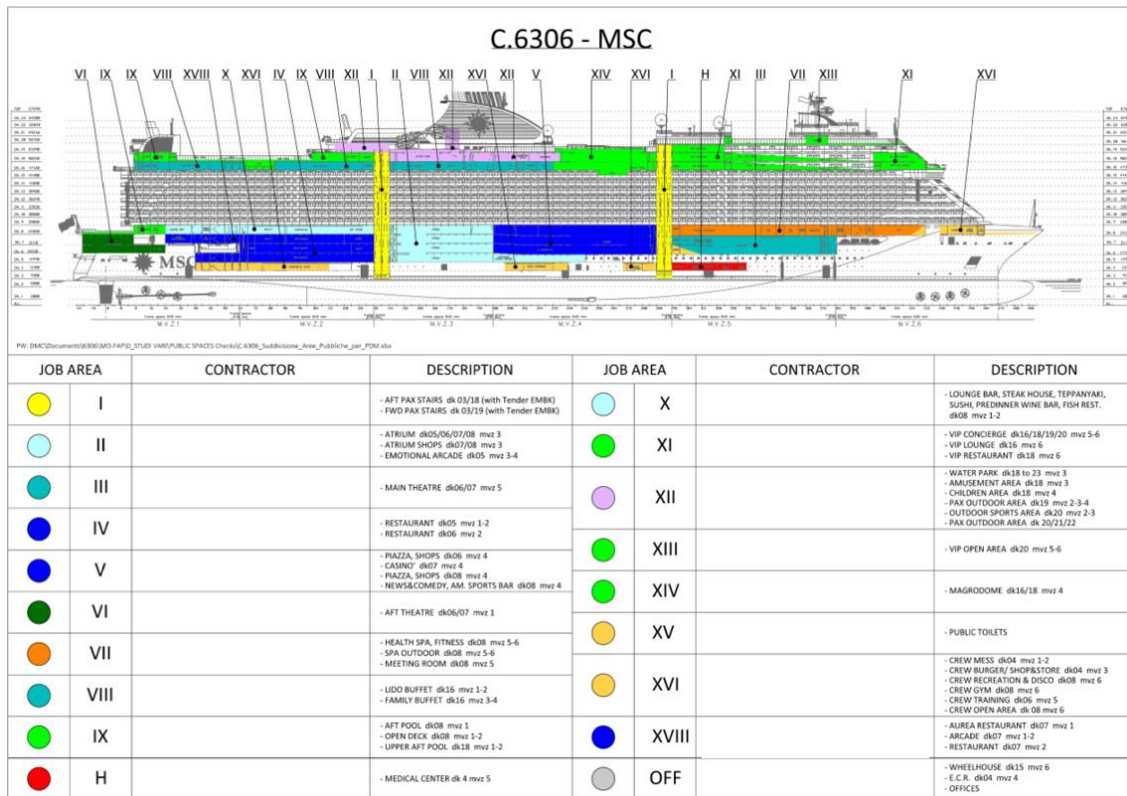 C.6306 - MSC
VI IX IX VIII XVIII X XVI IV IX VIII XII I II VIII XII XVI XII V XIV XVI I H XI III VII XIII XI XVI
MSC
M.V.Z.1 M.V.Z.2 M.V.Z.3 M.V.Z.4 M.V.Z.5 M.V.Z.6
JOB AREA CONTRACTOR DESCRIPTION JOB AREA CONTRACTOR DESCRIPTION
I
- AFT PAX STAIRS dk 03/18 (with Tender EMBK)
- FWD PAX STAIRS dk 03/19 (with Tender EMBK)
II
- ATRIUM dk05/06/07/08 mvz 3
- ATRIUM SHOPS dk07/08 mvz 3
- EMOTIONAL ARCADE dk05 mvz 3-4
III
- MAIN THEATRE dk06/07 mvz 5
IV
- RESTAURANT dk05 mvz 1-2
- RESTAURANT dk06 mvz 2
V
- PIAZZA, SHOPS dk06 mvz 4
- CASINO' dk07 mvz 4
- PIAZZA, SHOPS dk08 mvz 4
- NEWS&COMEDY, AM. SPORTS BAR dk08 mvz 4
VI
- AFT THEATRE dk06/07 mvz 1
VII
- HEALTH SPA, FITNESS dk08 mvz 5-6
- SPA OUTDOOR dk08 mvz 5-6
- MEETING ROOM dk08 mvz 5
VIII
- LIDO BUFFET dk16 mvz 1-2
- FAMILY BUFFET dk16 mvz 3-4
IX
- AFT POOL dk08 mvz 1
- OPEN DECK dk08 mvz 1-2
- UPPER AFT POOL dk18 mvz 1-2
H
- MEDICAL CENTER dk 4 mvz 5
X
- LOUNGE BAR, STEAK HOUSE, TEPPANYAKI,
SUSHI, PREDINNER WINE BAR, FISH REST.
dk08 mvz 1-2
XI
- VIP CONCIERGE dk16/18/19/20 mvz 5-6
- VIP LOUNGE dk16 mvz 6
- VIP RESTAURANT dk18 mvz 6
XII
- WATER PARK dk18 to 23 mvz 3
- AMUSEMENT AREA dk18 mvz 3
- CHILDREN AREA dk18 mvz 4
- PAX OUTDOOR AREA dk19 mvz 2-3-4
- OUTDOOR SPORTS AREA dk20 mvz 2-3
- PAX OUTDOOR AREA dk 20/21/22
XIII
- VIP OPEN AREA dk20 mvz 5-6
XIV
- MAGRODOME dk16/18 mvz 4
XV
- PUBLIC TOILETS
XVI
- CREW MESS dk04 mvz 1-2
- CREW BURGER/ SHOP&STORE dk04 mvz 3
- CREW RECREATION & DISCO dk08 mvz 6
- CREW GYM dk08 mvz 6
- CREW TRAINING dk06 mvz 5
- CREW OPEN AREA dk 08 mvz 6
XVIII
- AUREA RESTAURANT dk07 mvz 1
- ARCADE dk07 mvz 1-2
- RESTAURANT dk07 mvz 2
OFF
- WHEELHOUSE dk15 mvz 6
- E.C.R. dk04 mvz 4
- OFFICES